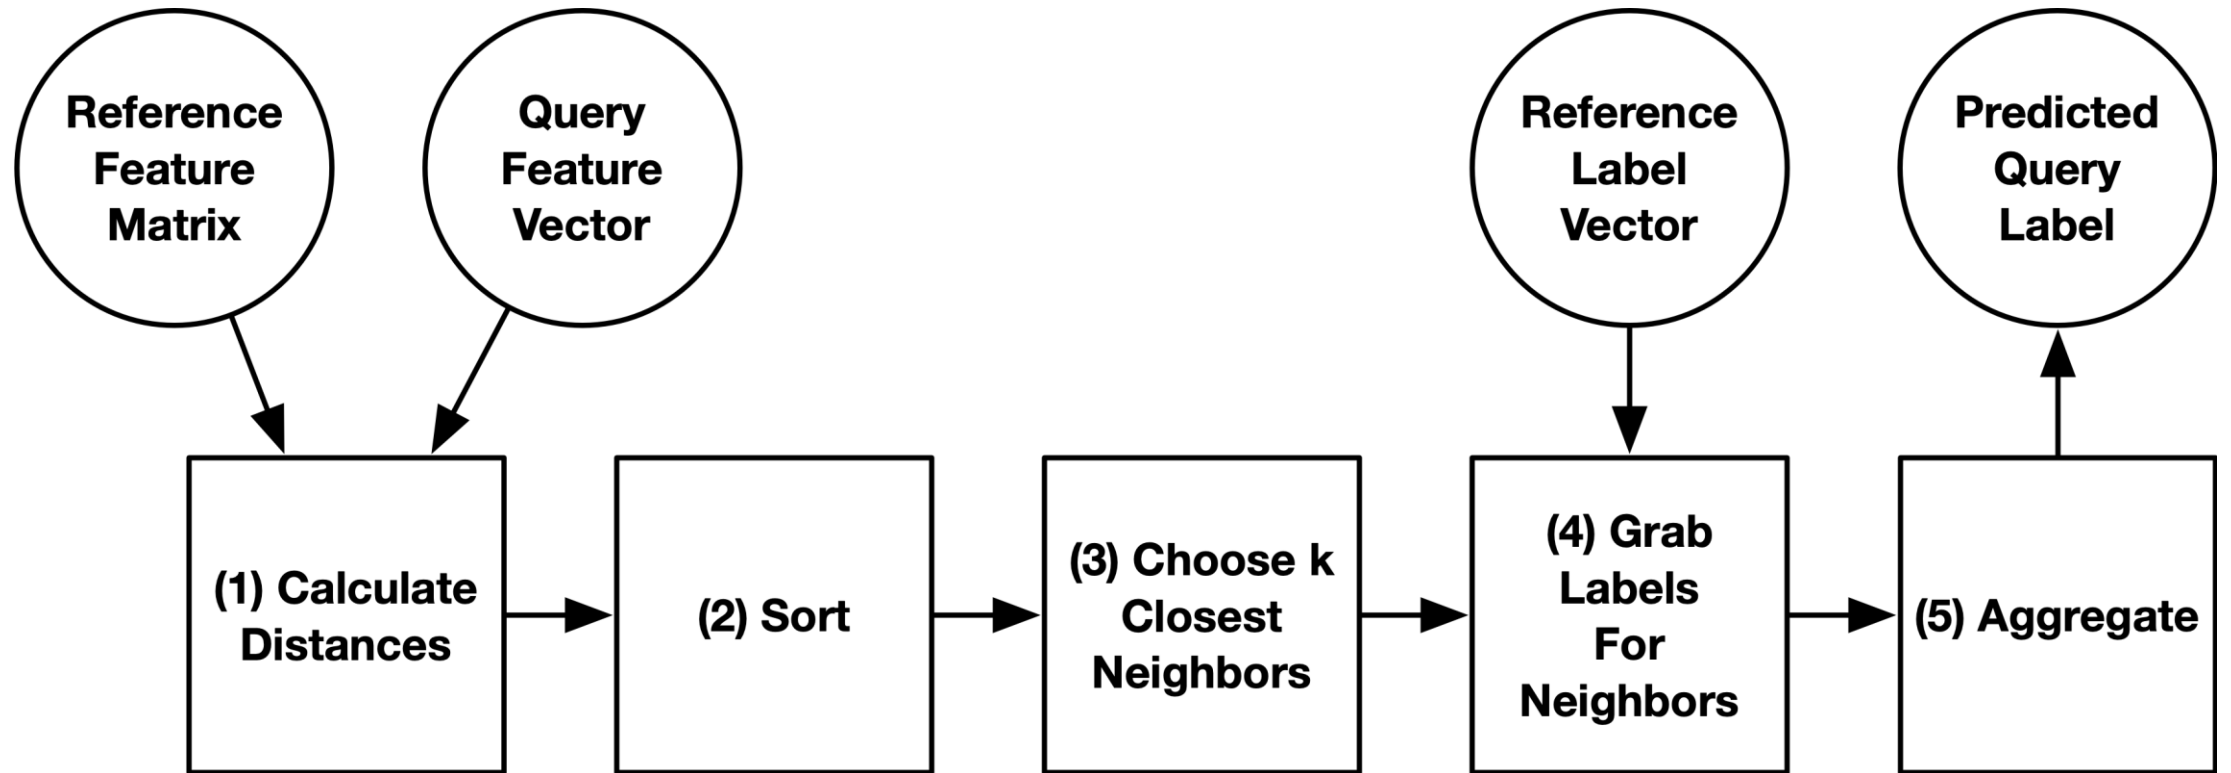 Reference
Feature
Matrix
Query
Feature
Vector
Reference
Label
Vector
Predicted
Query
Label
(1) Calculate
Distances
(2) Sort
(3) Choose k
Closest
Neighbors
(4) Grab
Labels
For
Neighbors
(5) Aggregate